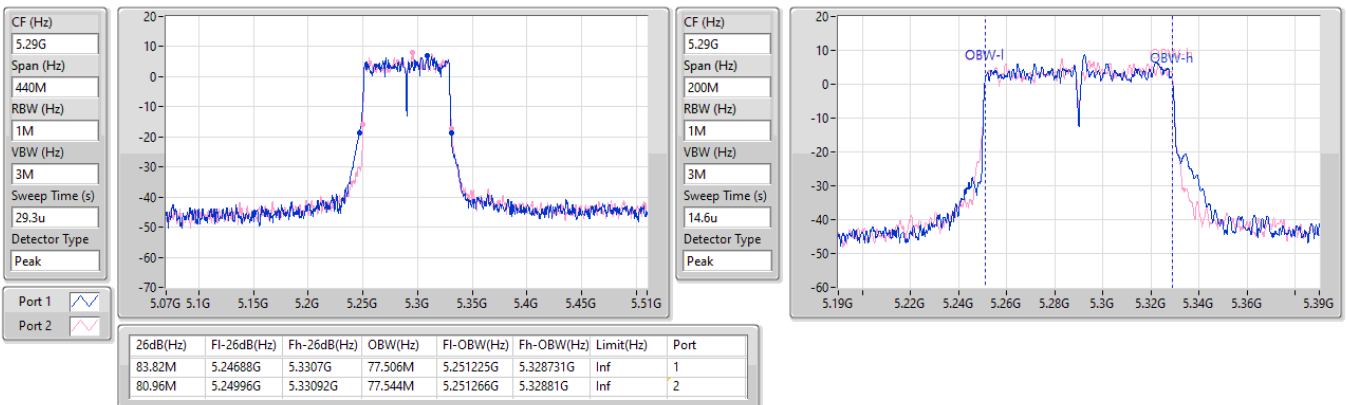 CF (Hz)
5.29G
Span (Hz)
440M
RBW (Hz)
1M
VBW (Hz)
3M
Sweep Time (s)
29.3u
Detector Type
Peak
Port 1
Port 2
20
10
0
-10
-20
-30
-40
-50
-60
-70
5.07G 5.1G 5.15G 5.2G 5.25G 5.3G 5.35G 5.4G 5.45G 5.51G
CF (Hz)
5.29G
Span (Hz)
200M
RBW (Hz)
1M
VBW (Hz)
3M
Sweep Time (s)
14.6u
Detector Type
Peak
20
10
0
-10
-20
-30
-40
-50
-60
OBW-l
OBW-h
5.19G 5.22G 5.24G 5.26G 5.28G 5.3G 5.32G 5.34G 5.36G 5.39G
26dB(Hz) Fl-26dB(Hz) Fh-26dB(Hz) OBW(Hz) Fl-OBW(Hz) Fh-OBW(Hz) Limit(Hz) Port
83.82M 5.24688G 5.3307G 77.506M 5.251225G 5.328731G Inf 1
80.96M 5.24996G 5.33092G 77.544M 5.251266G 5.32881G Inf 2